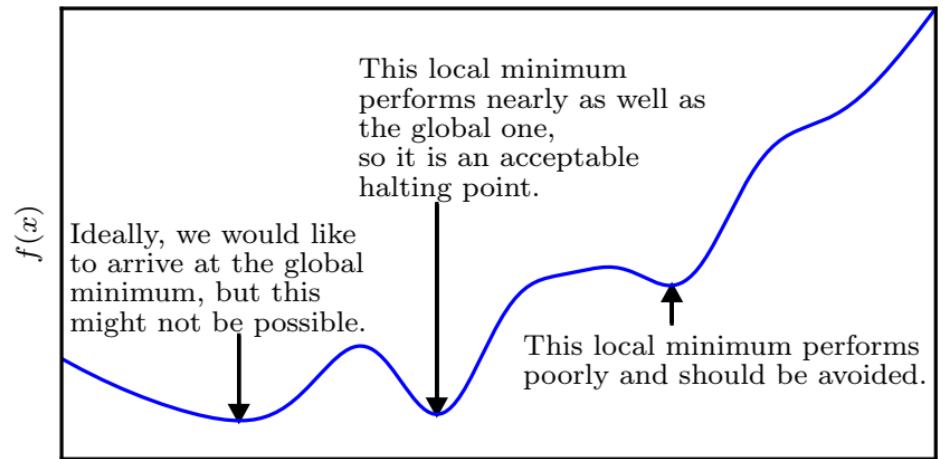 This local minimum
performs nearly as well as
the global one,
so it is an acceptable
halting point.
f(x)
Ideally, we would like
to arrive at the global
minimum, but this
might not be possible.
This local minimum performs
poorly and should be avoided.